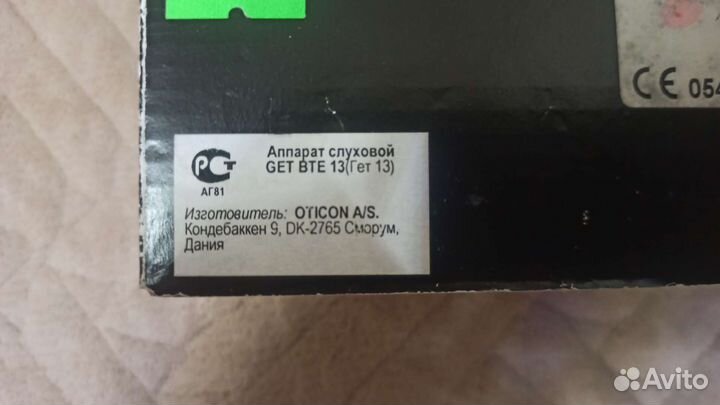 CE 054
РСТ
АГ81
Аппарат слуховой
GET BTE 13(Гет 13)
Изготовитель: OTICON A/S.
Кондебаккен 9, DK-2765 Сморум,
Дания
Avito